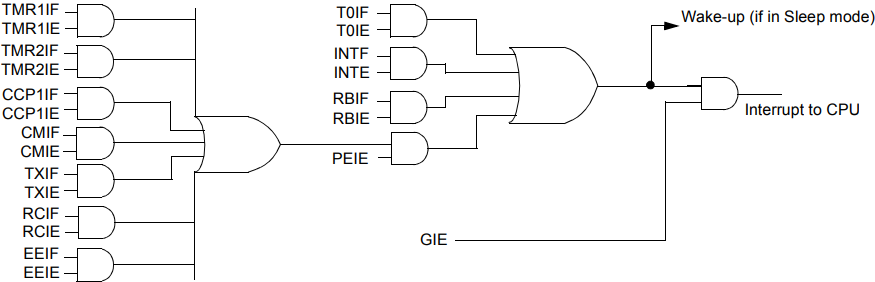 TMR1IF
TMR1IE
TMR2IF
TMR2IE
CCP1IF
CCP1IE
CMIF
CMIE
TXIF
TXIE
RCIF
RCIE
EEIF
EEIE
T0IF
T0IE
INTF
INTE
RBIF
RBIE
PEIE
GIE
Wake-up (if in Sleep mode)
Interrupt to CPU